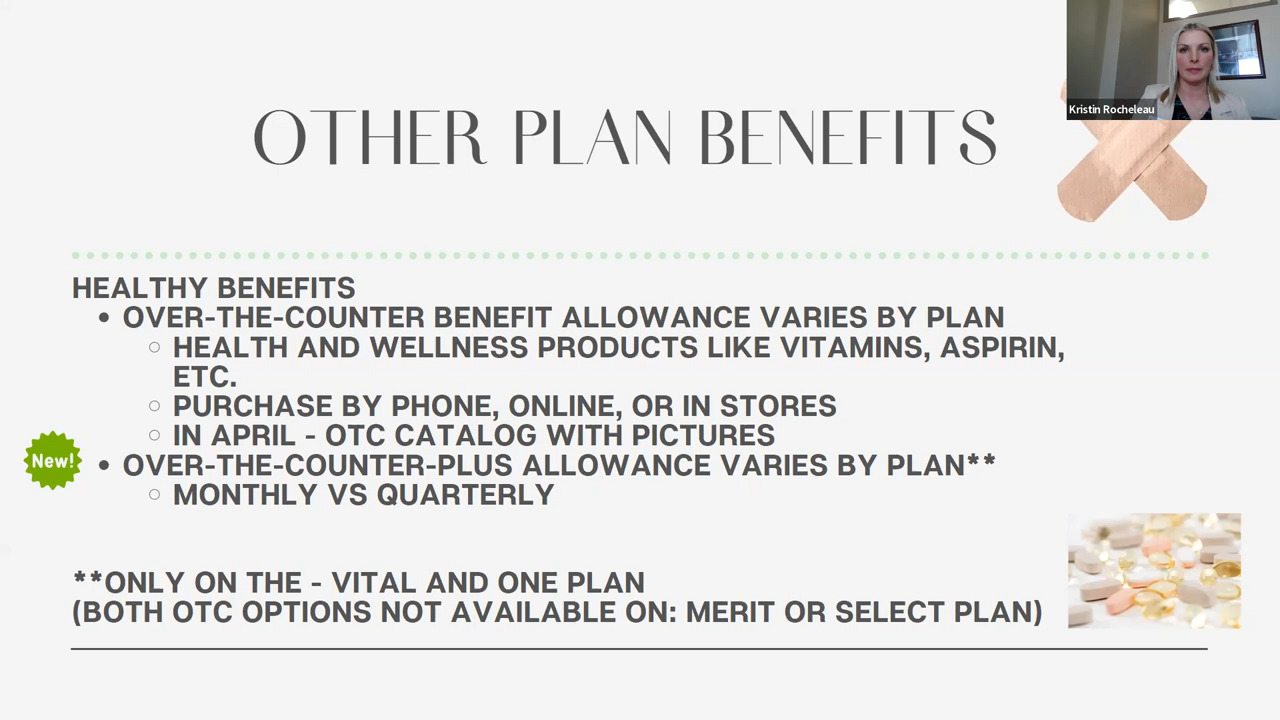 Kristin Rocheleau
OTHER PLAN BENEFITS
HEALTHY BENEFITS
• OVER-THE-COUNTER BENEFIT ALLOWANCE VARIES BY PLAN
○ HEALTH AND WELLNESS PRODUCTS LIKE VITAMINS, ASPIRIN,
ETC.
○ PURCHASE BY PHONE, ONLINE, OR IN STORES
○ IN APRIL - OTC CATALOG WITH PICTURES
New!
• OVER-THE-COUNTER-PLUS ALLOWANCE VARIES BY PLAN**
○ MONTHLY VS QUARTERLY
**ONLY ON THE - VITAL AND ONE PLAN
(BOTH OTC OPTIONS NOT AVAILABLE ON: MERIT OR SELECT PLAN)